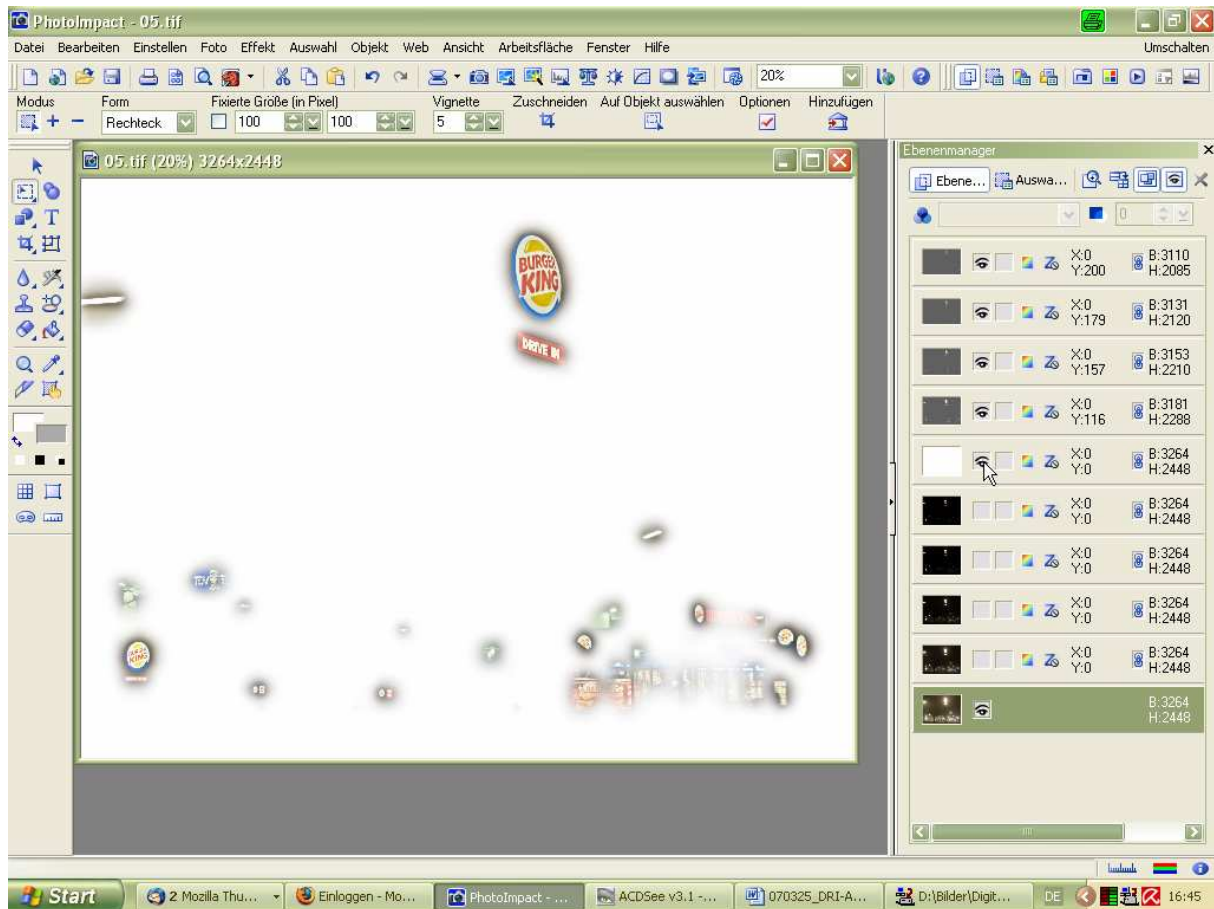 PhotoImpact - 05.tif
Datei Bearbeiten Einstellen Foto Effekt Auswahl Objekt Web Ansicht Arbeitsfläche Fenster Hilfe Umschalten
20%
Modus Form Fixierte Größe (in Pixel) Vignette Zuschneiden Auf Objekt auswählen Optionen Hinzufügen
Rechteck 100 100 5
05.tif (20%) 3264x2448
Ebenenmanager
Ebene... Auswa...
0
X:0 B:3110
Y:200 H:2085
X:0 B:3131
Y:179 H:2120
X:0 B:3153
Y:157 H:2210
X:0 B:3181
Y:116 H:2288
X:0 B:3264
Y:0 H:2448
X:0 B:3264
Y:0 H:2448
X:0 B:3264
Y:0 H:2448
X:0 B:3264
Y:0 H:2448
X:0 B:3264
Y:0 H:2448
B:3264
H:2448
BURGER
KING
DRIVE IN
Start 2 Mozilla Thu... Einloggen - Mo... PhotoImpact - ... ACDSee v3.1 -... 070325_DRI-A... D:\Bilder\Digit... DE 16:45